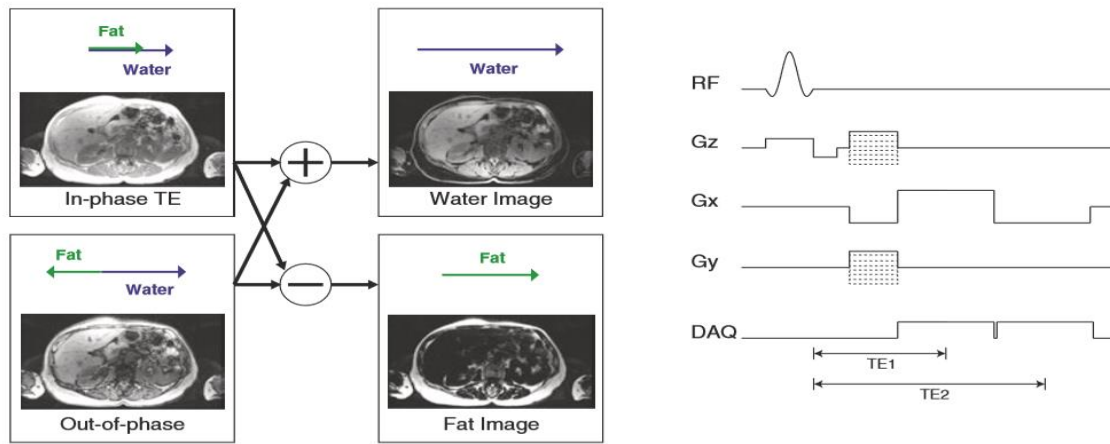 Fat
Water
In-phase TE
Fat
Water
Out-of-phase
Water
Water Image
Fat
Fat Image
RF
Gz
Gx
Gy
DAQ
TE1
TE2